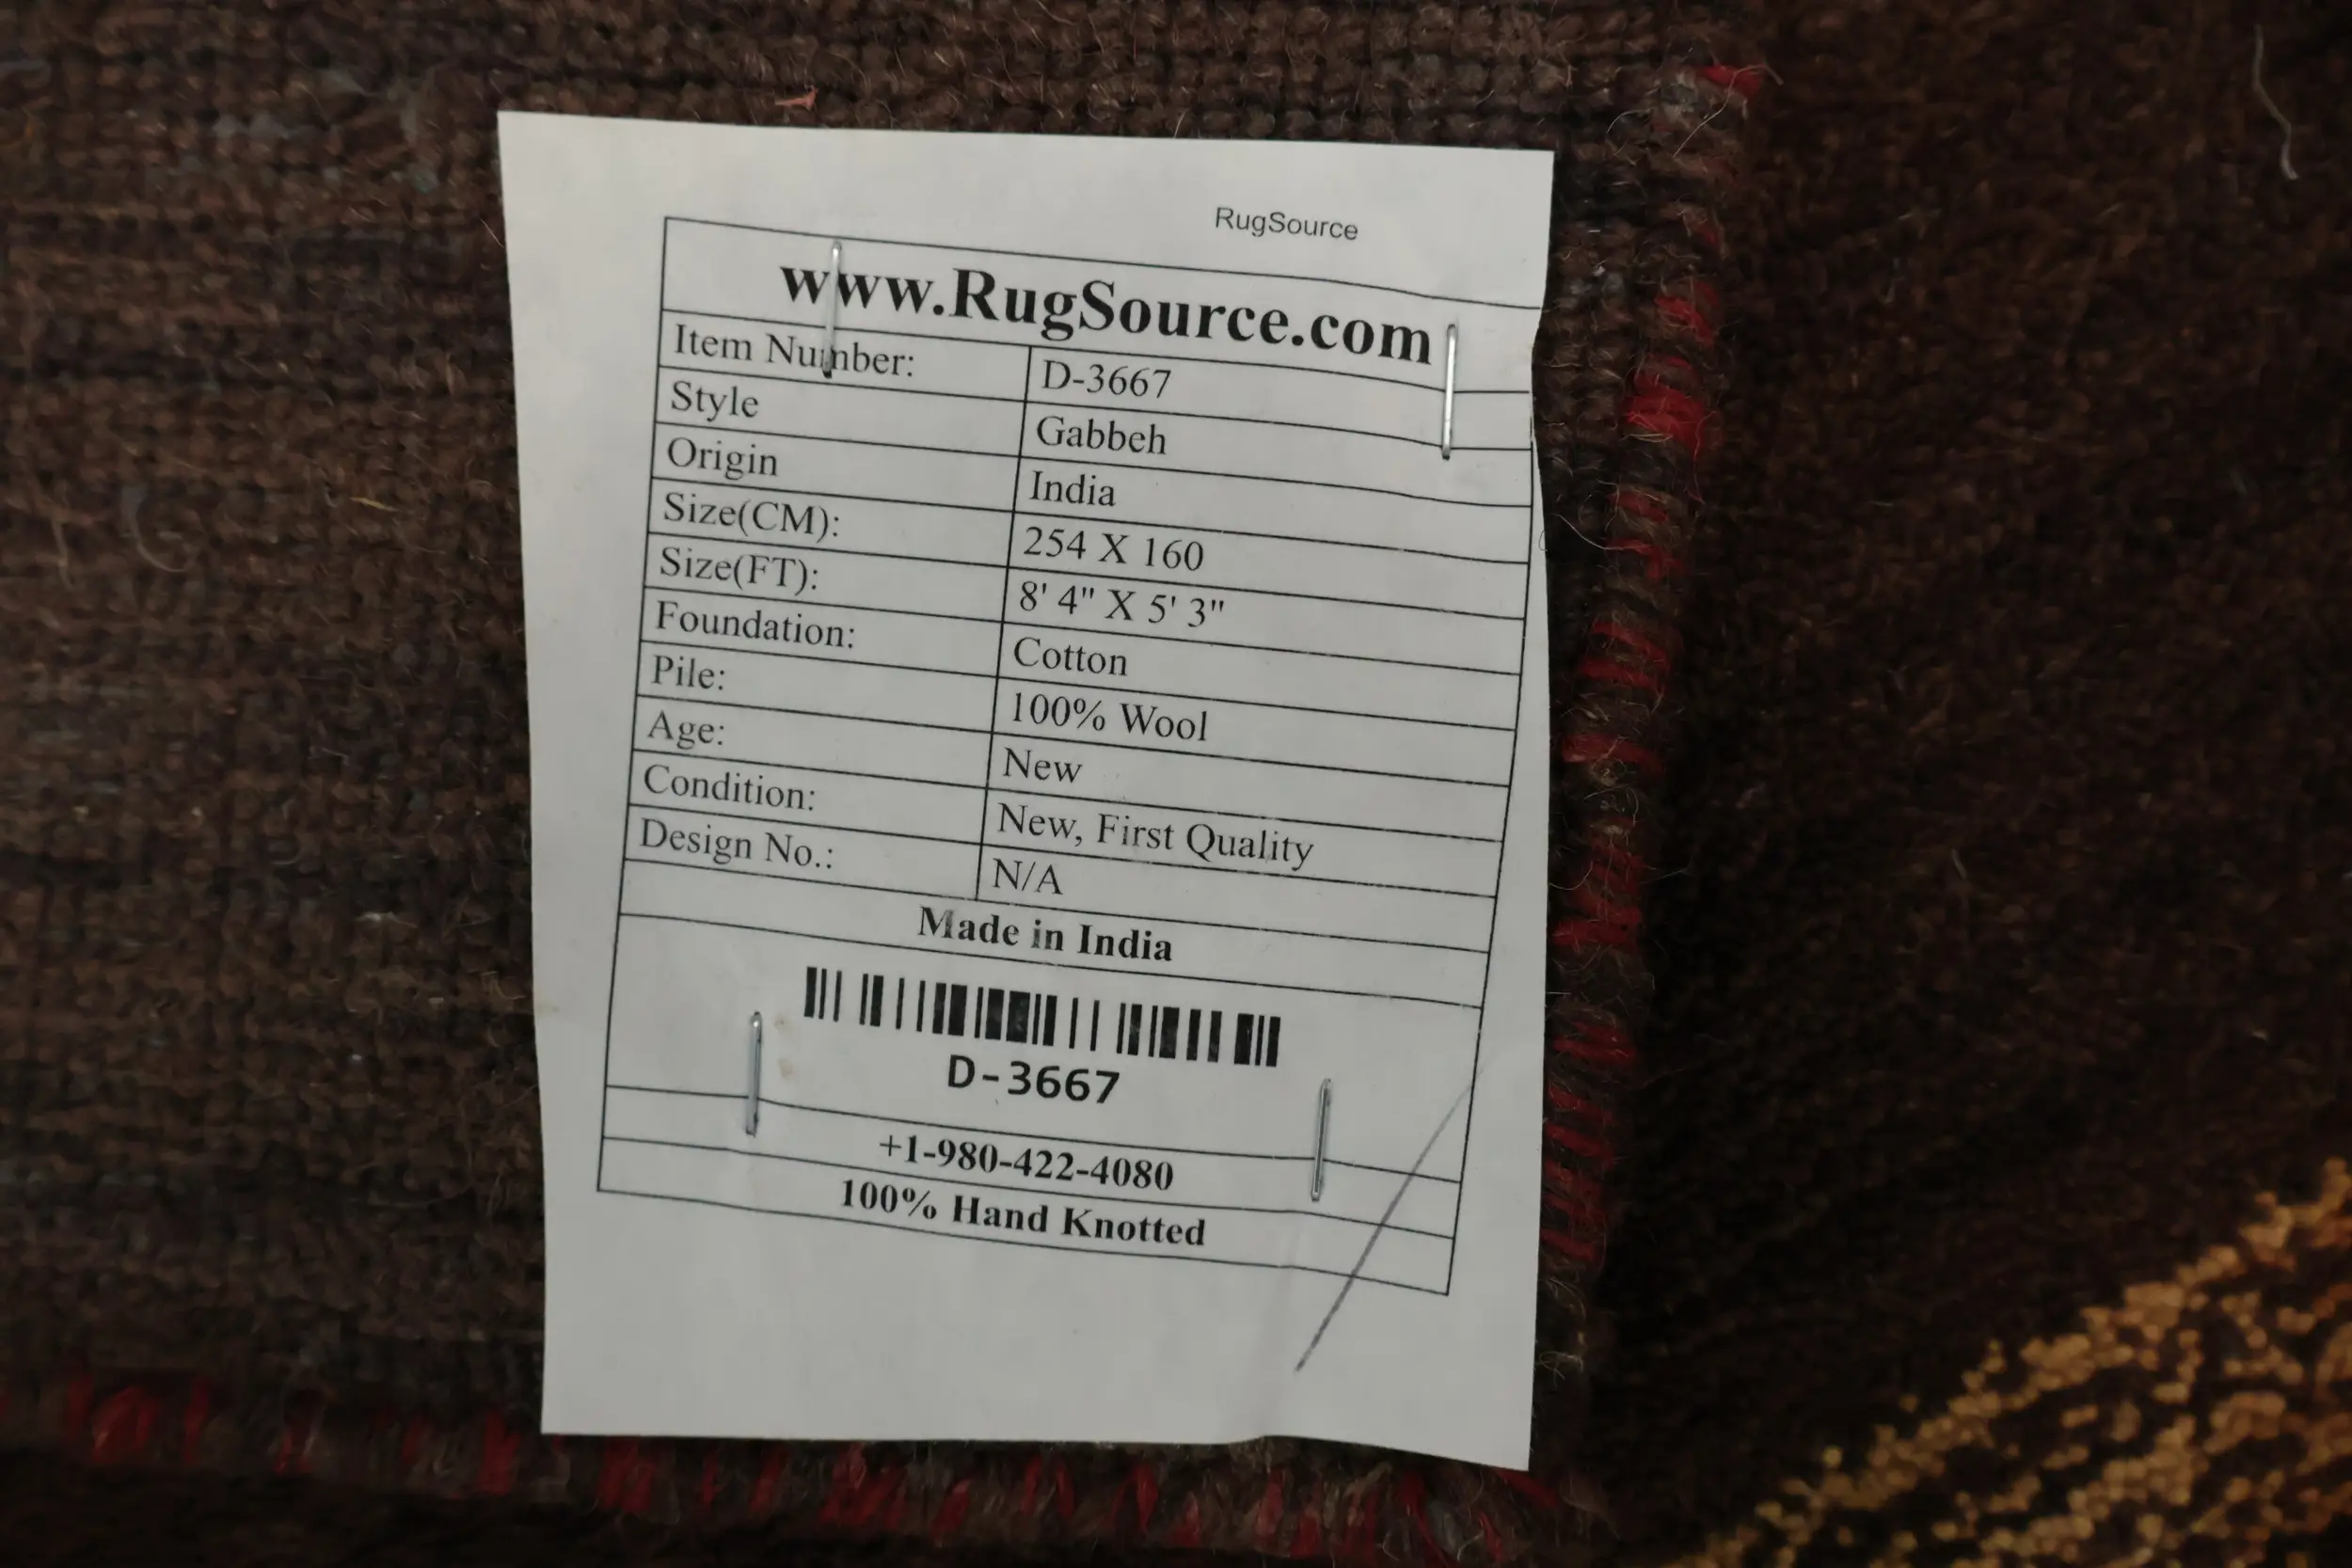 RugSource
www.RugSource.com
Item Number: D-3667
Style Gabbeh
Origin India
Size(CM): 254 X 160
Size(FT): 8' 4" X 5' 3"
Foundation: Cotton
Pile: 100% Wool
Age: New
Condition: New, First Quality
Design No.: N/A
Made in India
D-3667
+1-980-422-4080
100% Hand Knotted